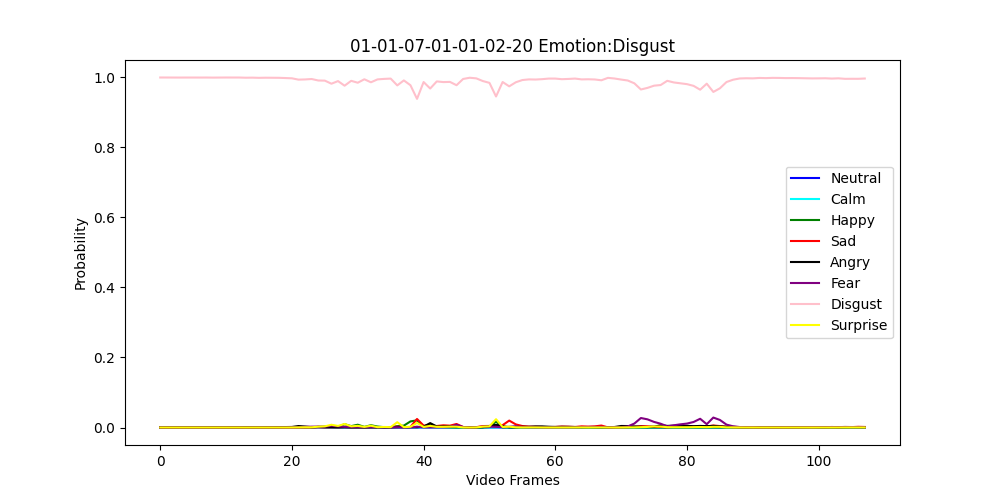 01-01-07-01-01-02-20 Emotion:Disgust
1.0
0.8
0.6
0.4
0.2
0.0
Probability
Neutral
Calm
Happy
Sad
Angry
Fear
Disgust
Surprise
0 20 40 60 80 100
Video Frames